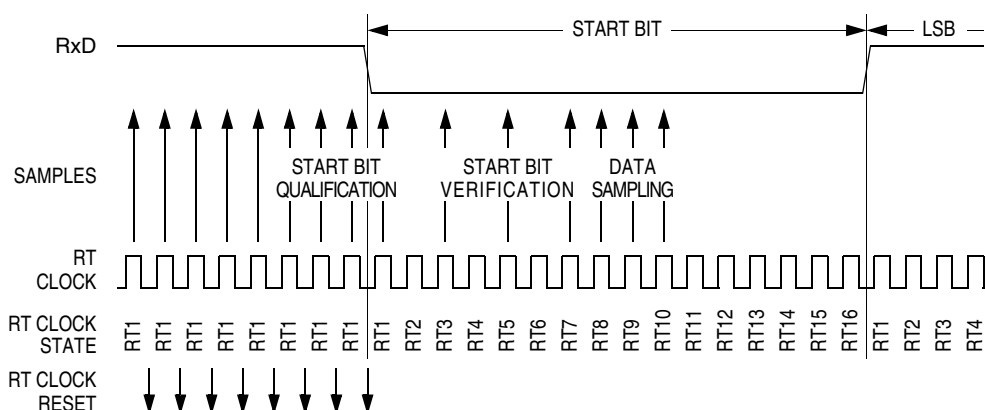 START BIT LSB
RxD
SAMPLES
START BIT
QUALIFICATION
START BIT
VERIFICATION
DATA
SAMPLING
RT
CLOCK
RT CLOCK
STATE
RT1 RT1 RT1 RT1 RT1 RT1 RT1 RT1 RT1 RT2 RT3 RT4 RT5 RT6 RT7 RT8 RT9 RT10 RT11 RT12 RT13 RT14 RT15 RT16 RT1 RT2 RT3 RT4
RT CLOCK
RESET